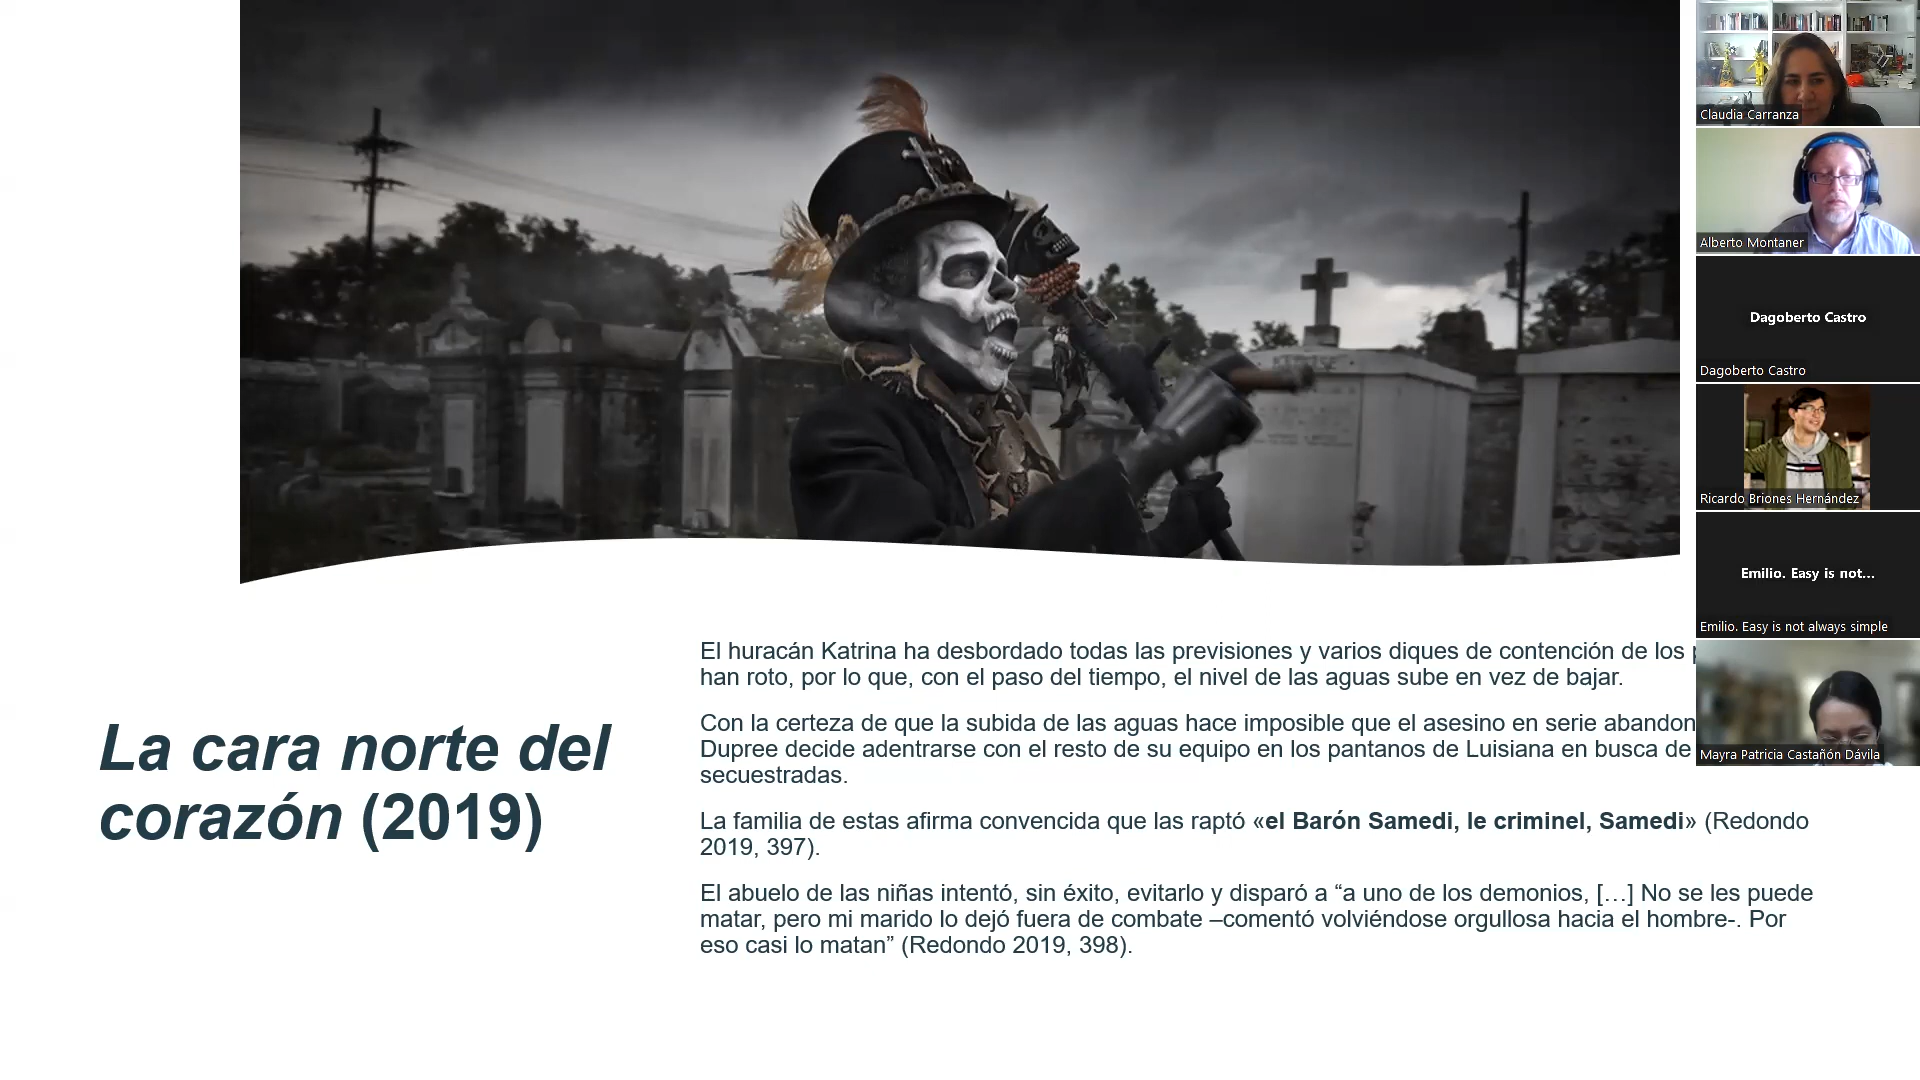 La cara norte del
corazón (2019)
El huracán Katrina ha desbordado todas las previsiones y varios diques de contención de los
han roto, por lo que, con el paso del tiempo, el nivel de las aguas sube en vez de bajar.
Con la certeza de que la subida de las aguas hace imposible que el asesino en serie
Dupree decide adentrarse con el resto de su equipo en los pantanos de Luisiana en busca de
secuestradas.
La familia de estas afirma convencida que las raptó «el Barón Samedi, le criminel, Samedi» (Redondo
2019, 397).
El abuelo de las niñas intentó, sin éxito, evitarlo y disparó a “a uno de los demonios, […] No se les puede
matar, pero mi marido lo dejó fuera de combate –comentó volviéndose orgullosa hacia el hombre-. Por
eso casi lo matan” (Redondo 2019, 398).
Claudia Carranza
Alberto Montaner
Dagoberto Castro
Dagoberto Castro
Ricardo Briones Hernández
Emilio. Easy is not...
Emilio. Easy is not always simple
Mayra Patricia Castañón Dávila